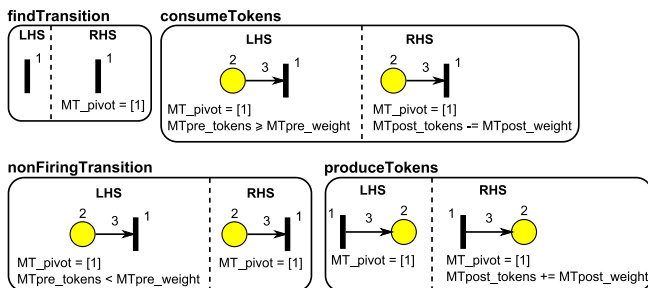 findTransition
LHS
RHS
1
1
MT_pivot = [1]
consumeTokens
LHS
RHS
2
3
1
2
3
1
MT_pivot = [1]
MTpre_tokens ⩾ MTpre_weight
MT_pivot = [1]
MTpost_tokens -= MTpost_weight
nonFiringTransition
LHS
RHS
2
3
1
2
3
1
MT_pivot = [1]
MTpre_tokens < MTpre_weight
MT_pivot = [1]
produceTokens
LHS
RHS
1
3
2
1
3
2
MT_pivot = [1]
MT_pivot = [1]
MTpost_tokens += MTpost_weight